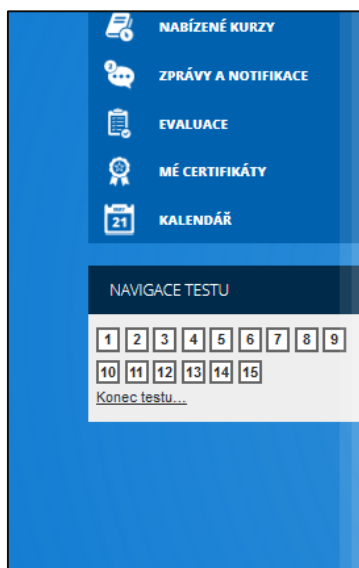 NABÍZENÉ KURZY
2
ZPRÁVY A NOTIFIKACE
EVALUACE
MÉ CERTIFIKÁTY
21
KALENDÁŘ
NAVIGACE TESTU
1 2 3 4 5 6 7 8 9
10 11 12 13 14 15
Konec testu...